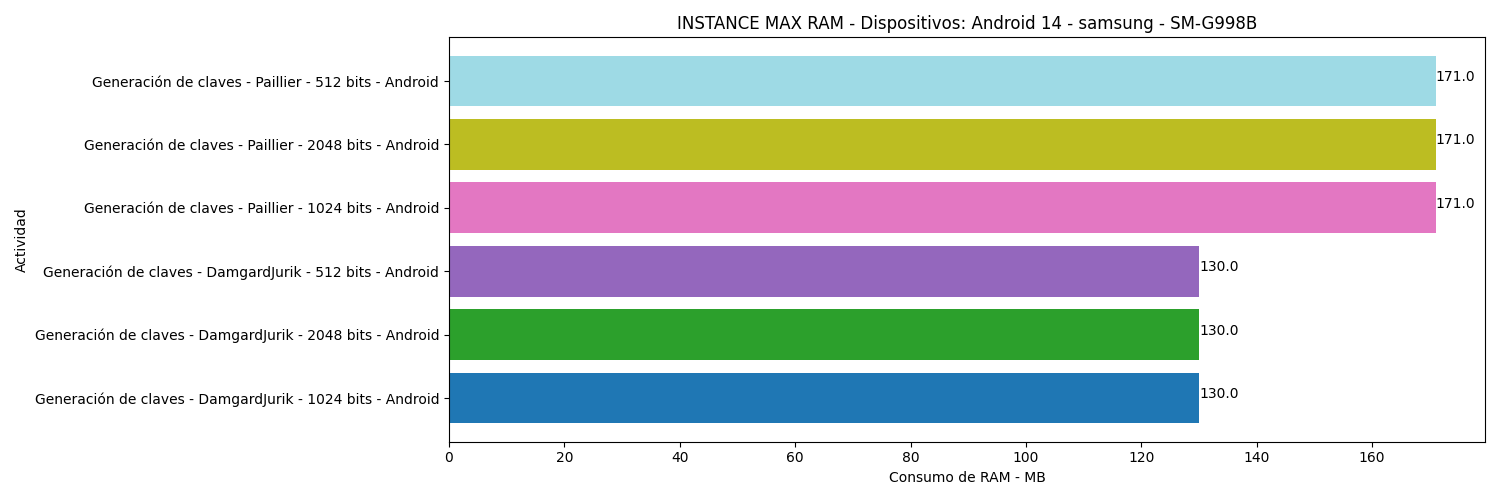 INSTANCE MAX RAM - Dispositivos: Android 14 - samsung - SM-G998B
Actividad
Generación de claves - Paillier - 512 bits - Android
171.0
Generación de claves - Paillier - 2048 bits - Android
171.0
Generación de claves - Paillier - 1024 bits - Android
171.0
Generación de claves - DamgardJurik - 512 bits - Android
130.0
Generación de claves - DamgardJurik - 2048 bits - Android
130.0
Generación de claves - DamgardJurik - 1024 bits - Android
130.0
0 20 40 60 80 100 120 140 160
Consumo de RAM - MB